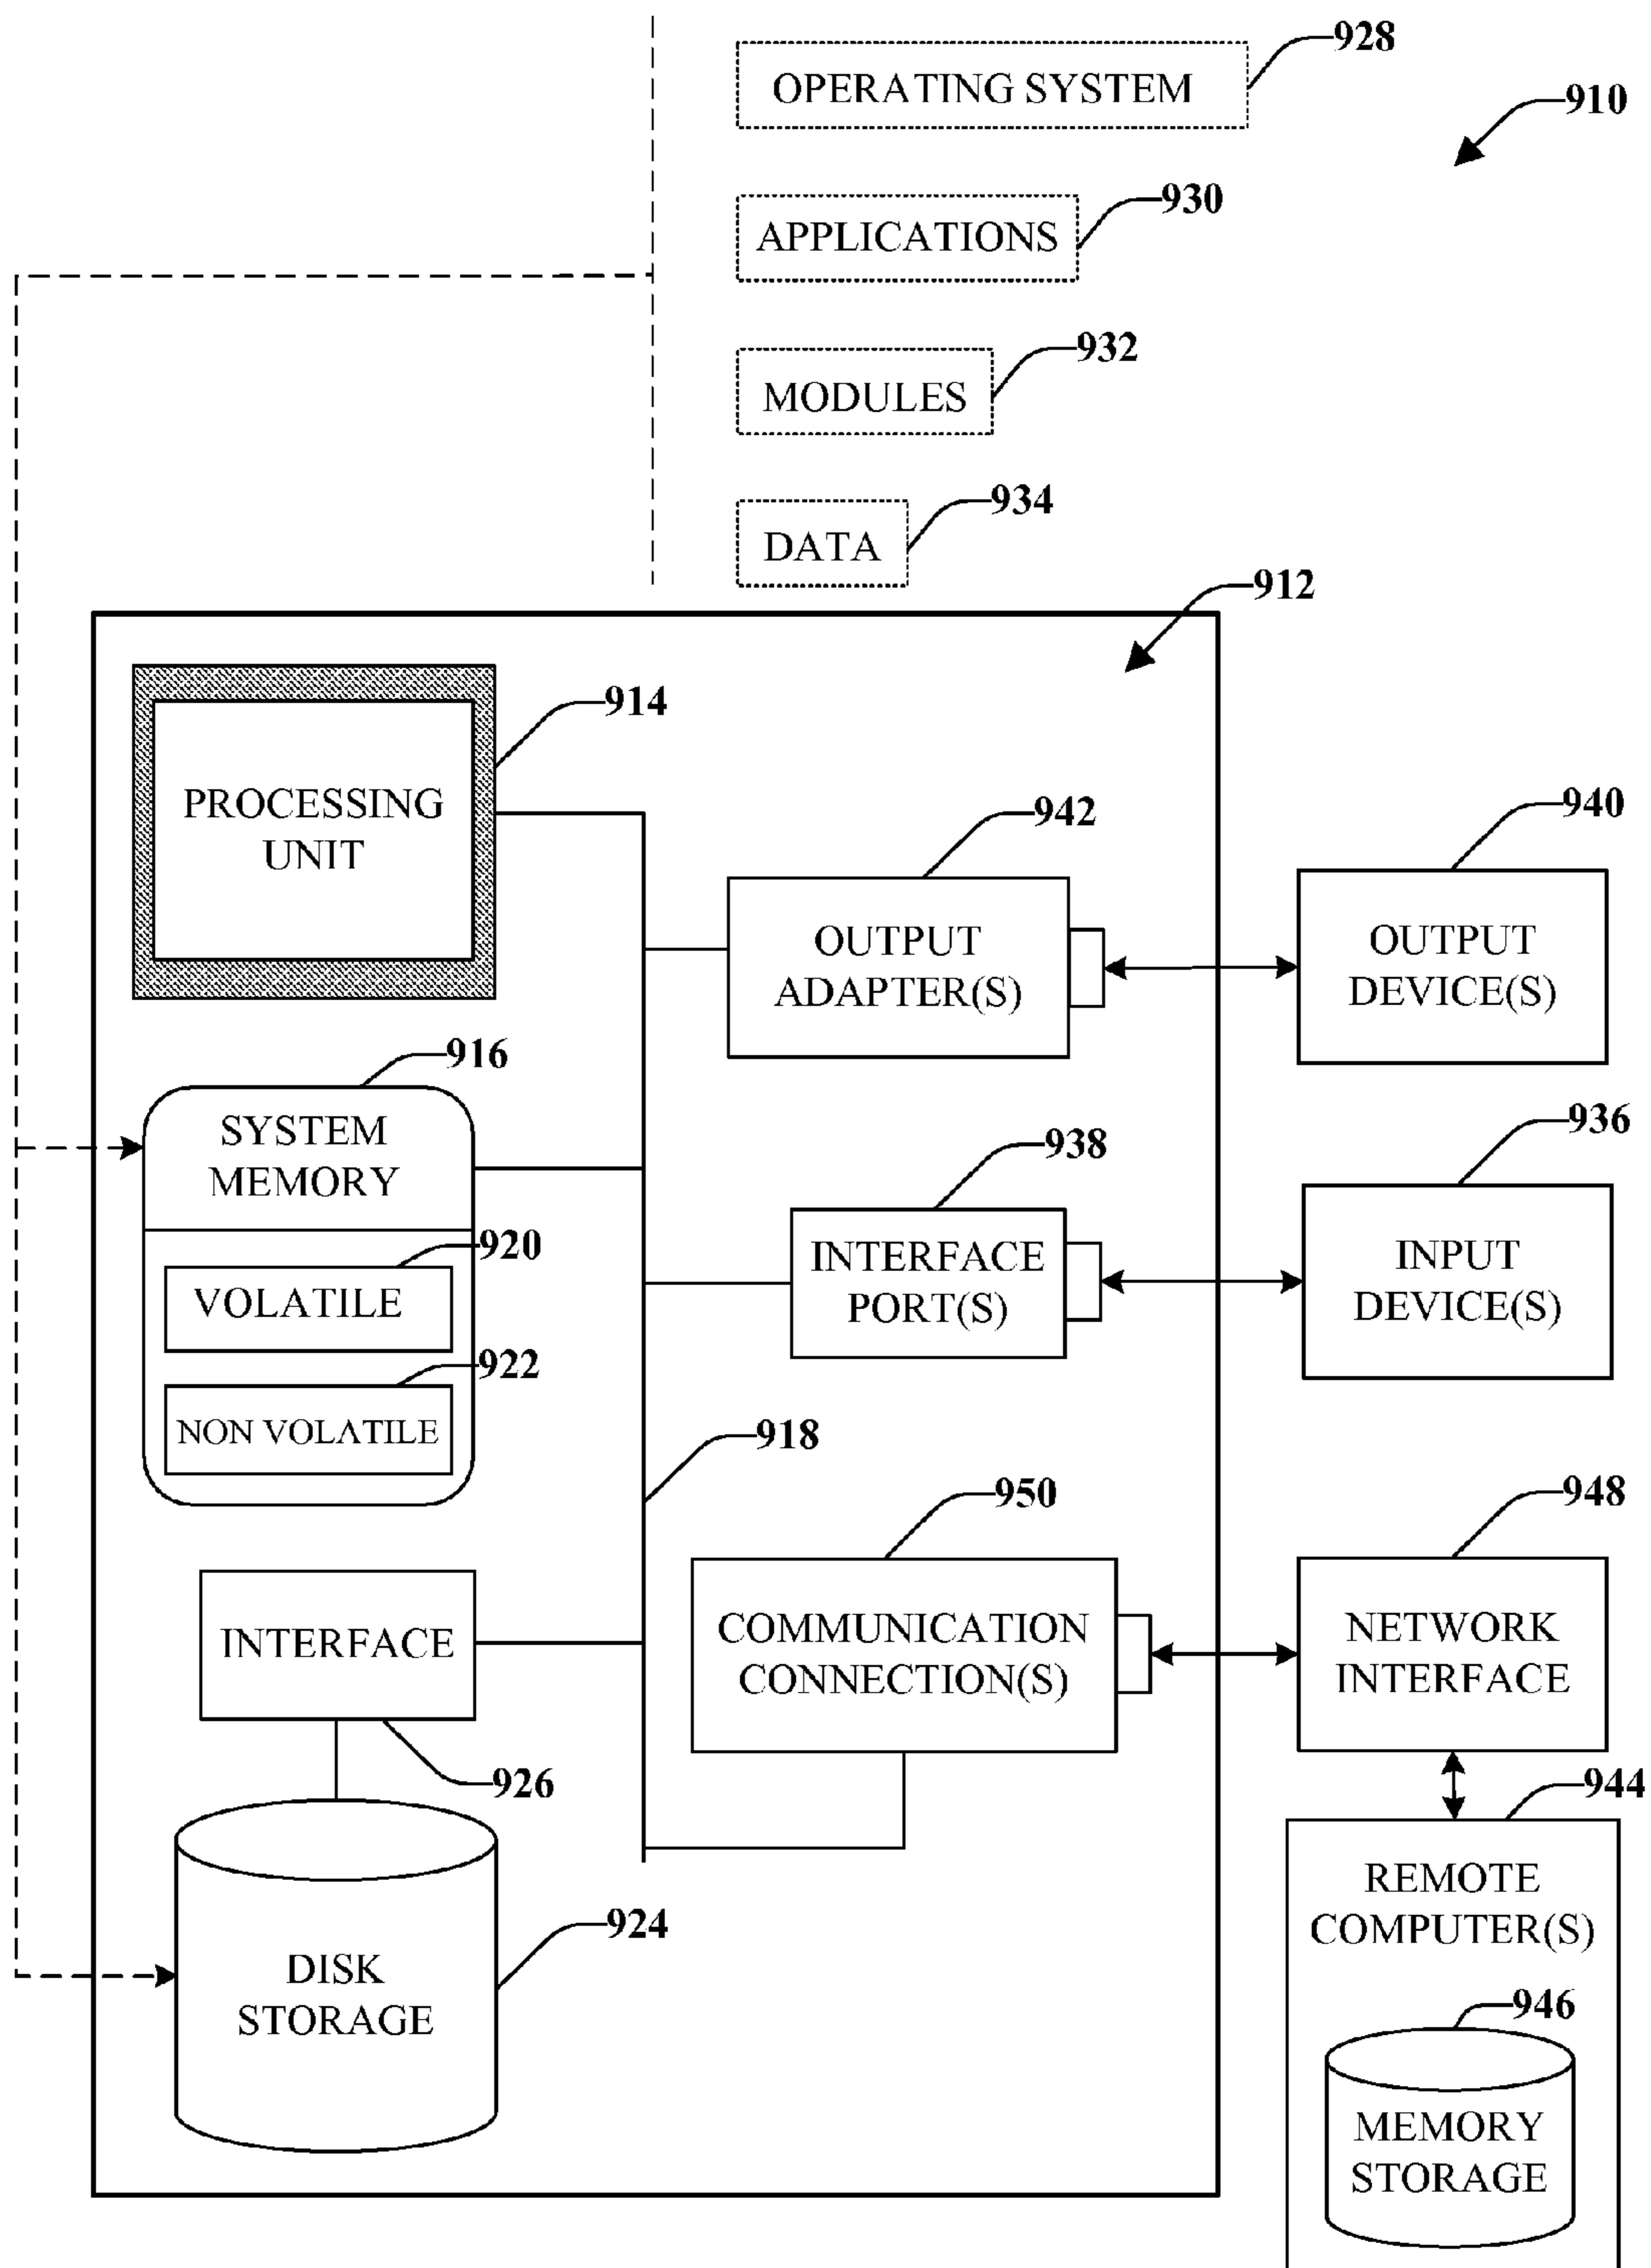 928
OPERATING SYSTEM
910
930
APPLICATIONS
932
MODULES
934
DATA
912
914
PROCESSING
UNIT
942
OUTPUT
ADAPTER(S)
940
OUTPUT
DEVICE(S)
916
SYSTEM
MEMORY
920
VOLATILE
922
NON VOLATILE
938
INTERFACE
PORT(S)
936
INPUT
DEVICE(S)
918
950
COMMUNICATION
CONNECTION(S)
948
NETWORK
INTERFACE
INTERFACE
926
944
REMOTE
COMPUTER(S)
924
DISK
STORAGE
946
MEMORY
STORAGE